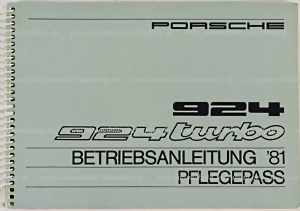 PORSCHE
924
924 turbo
BETRIEBSANLEITUNG '81
PFLEGEPASS